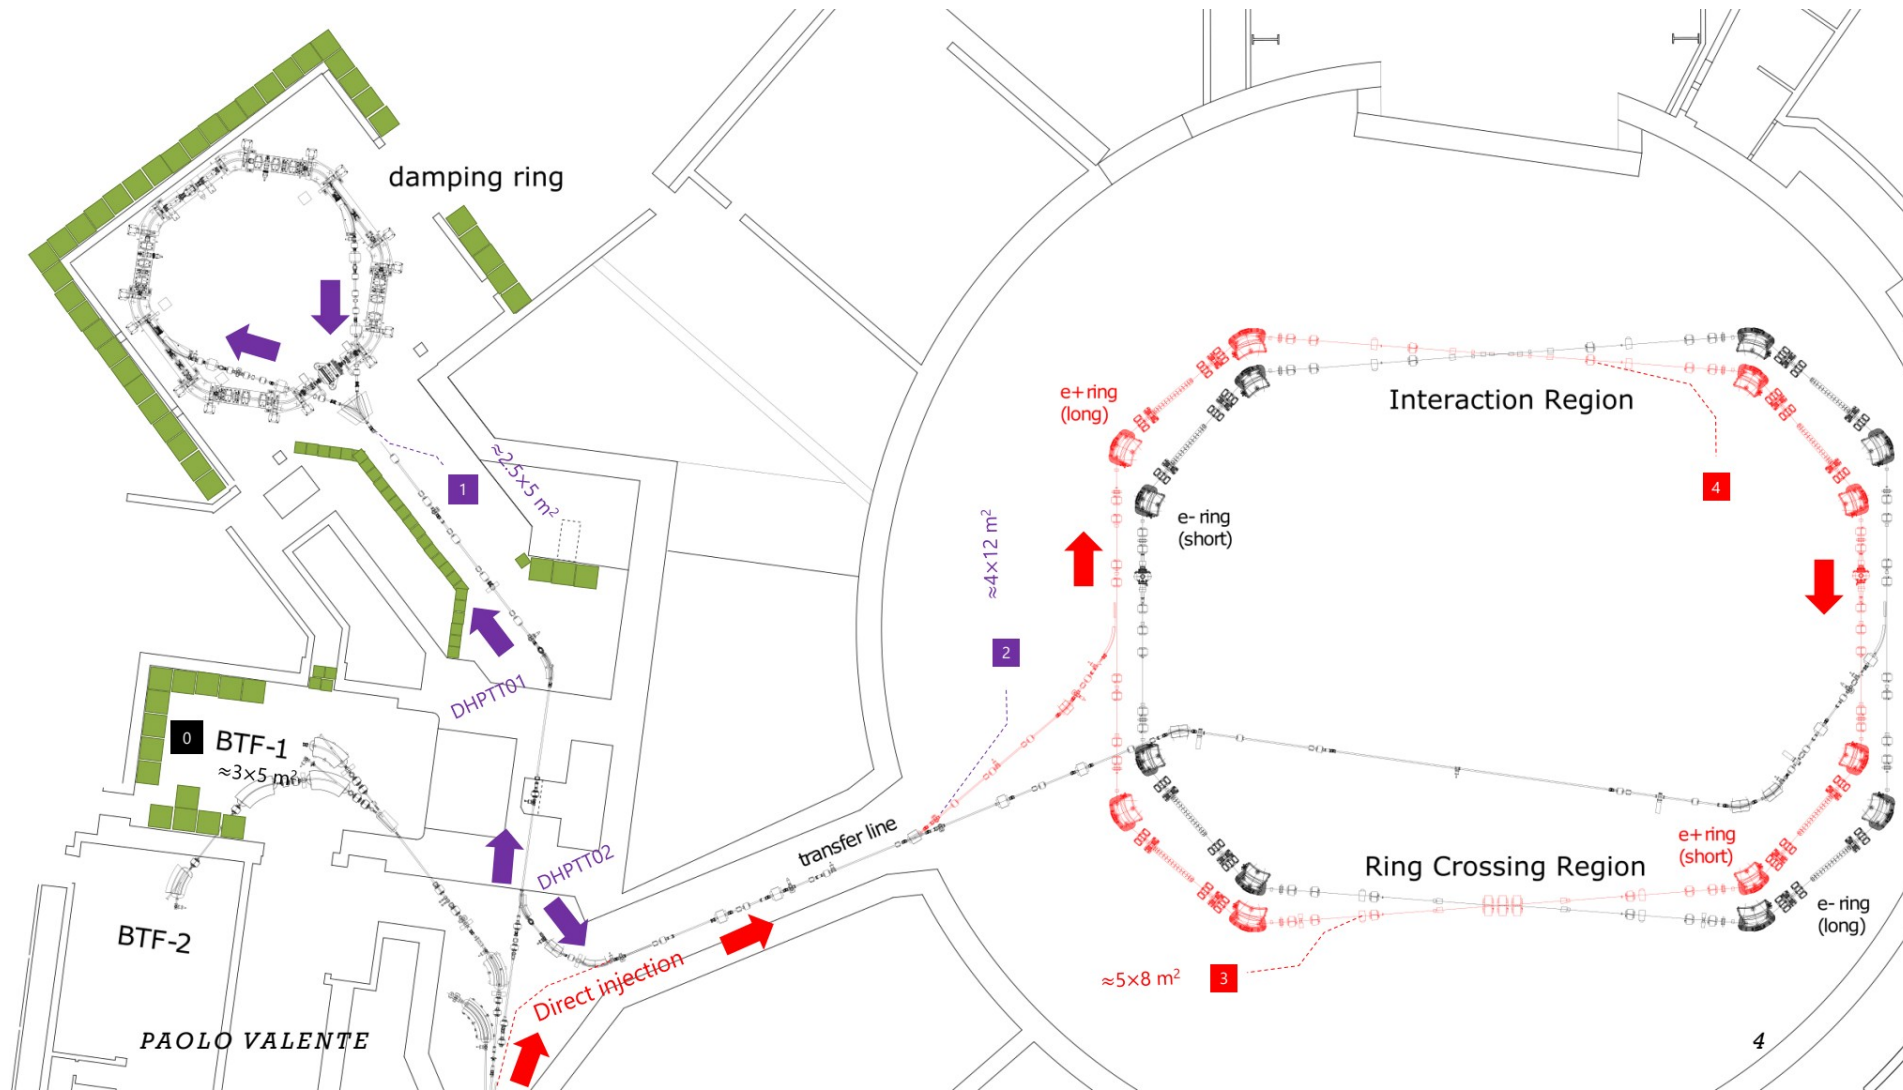 damping ring
e+ ring
(long)
Interaction Region
≈2.5×5 m²
1
4
≈4×12 m²
e- ring
(short)
2
DHPTT01
0
BTF-1
≈3×5 m²
transfer line
e+ ring
(short)
DHPTT02
Ring Crossing Region
e- ring
(long)
BTF-2
Direct injection
≈5×8 m²
3
PAOLO VALENTE
4